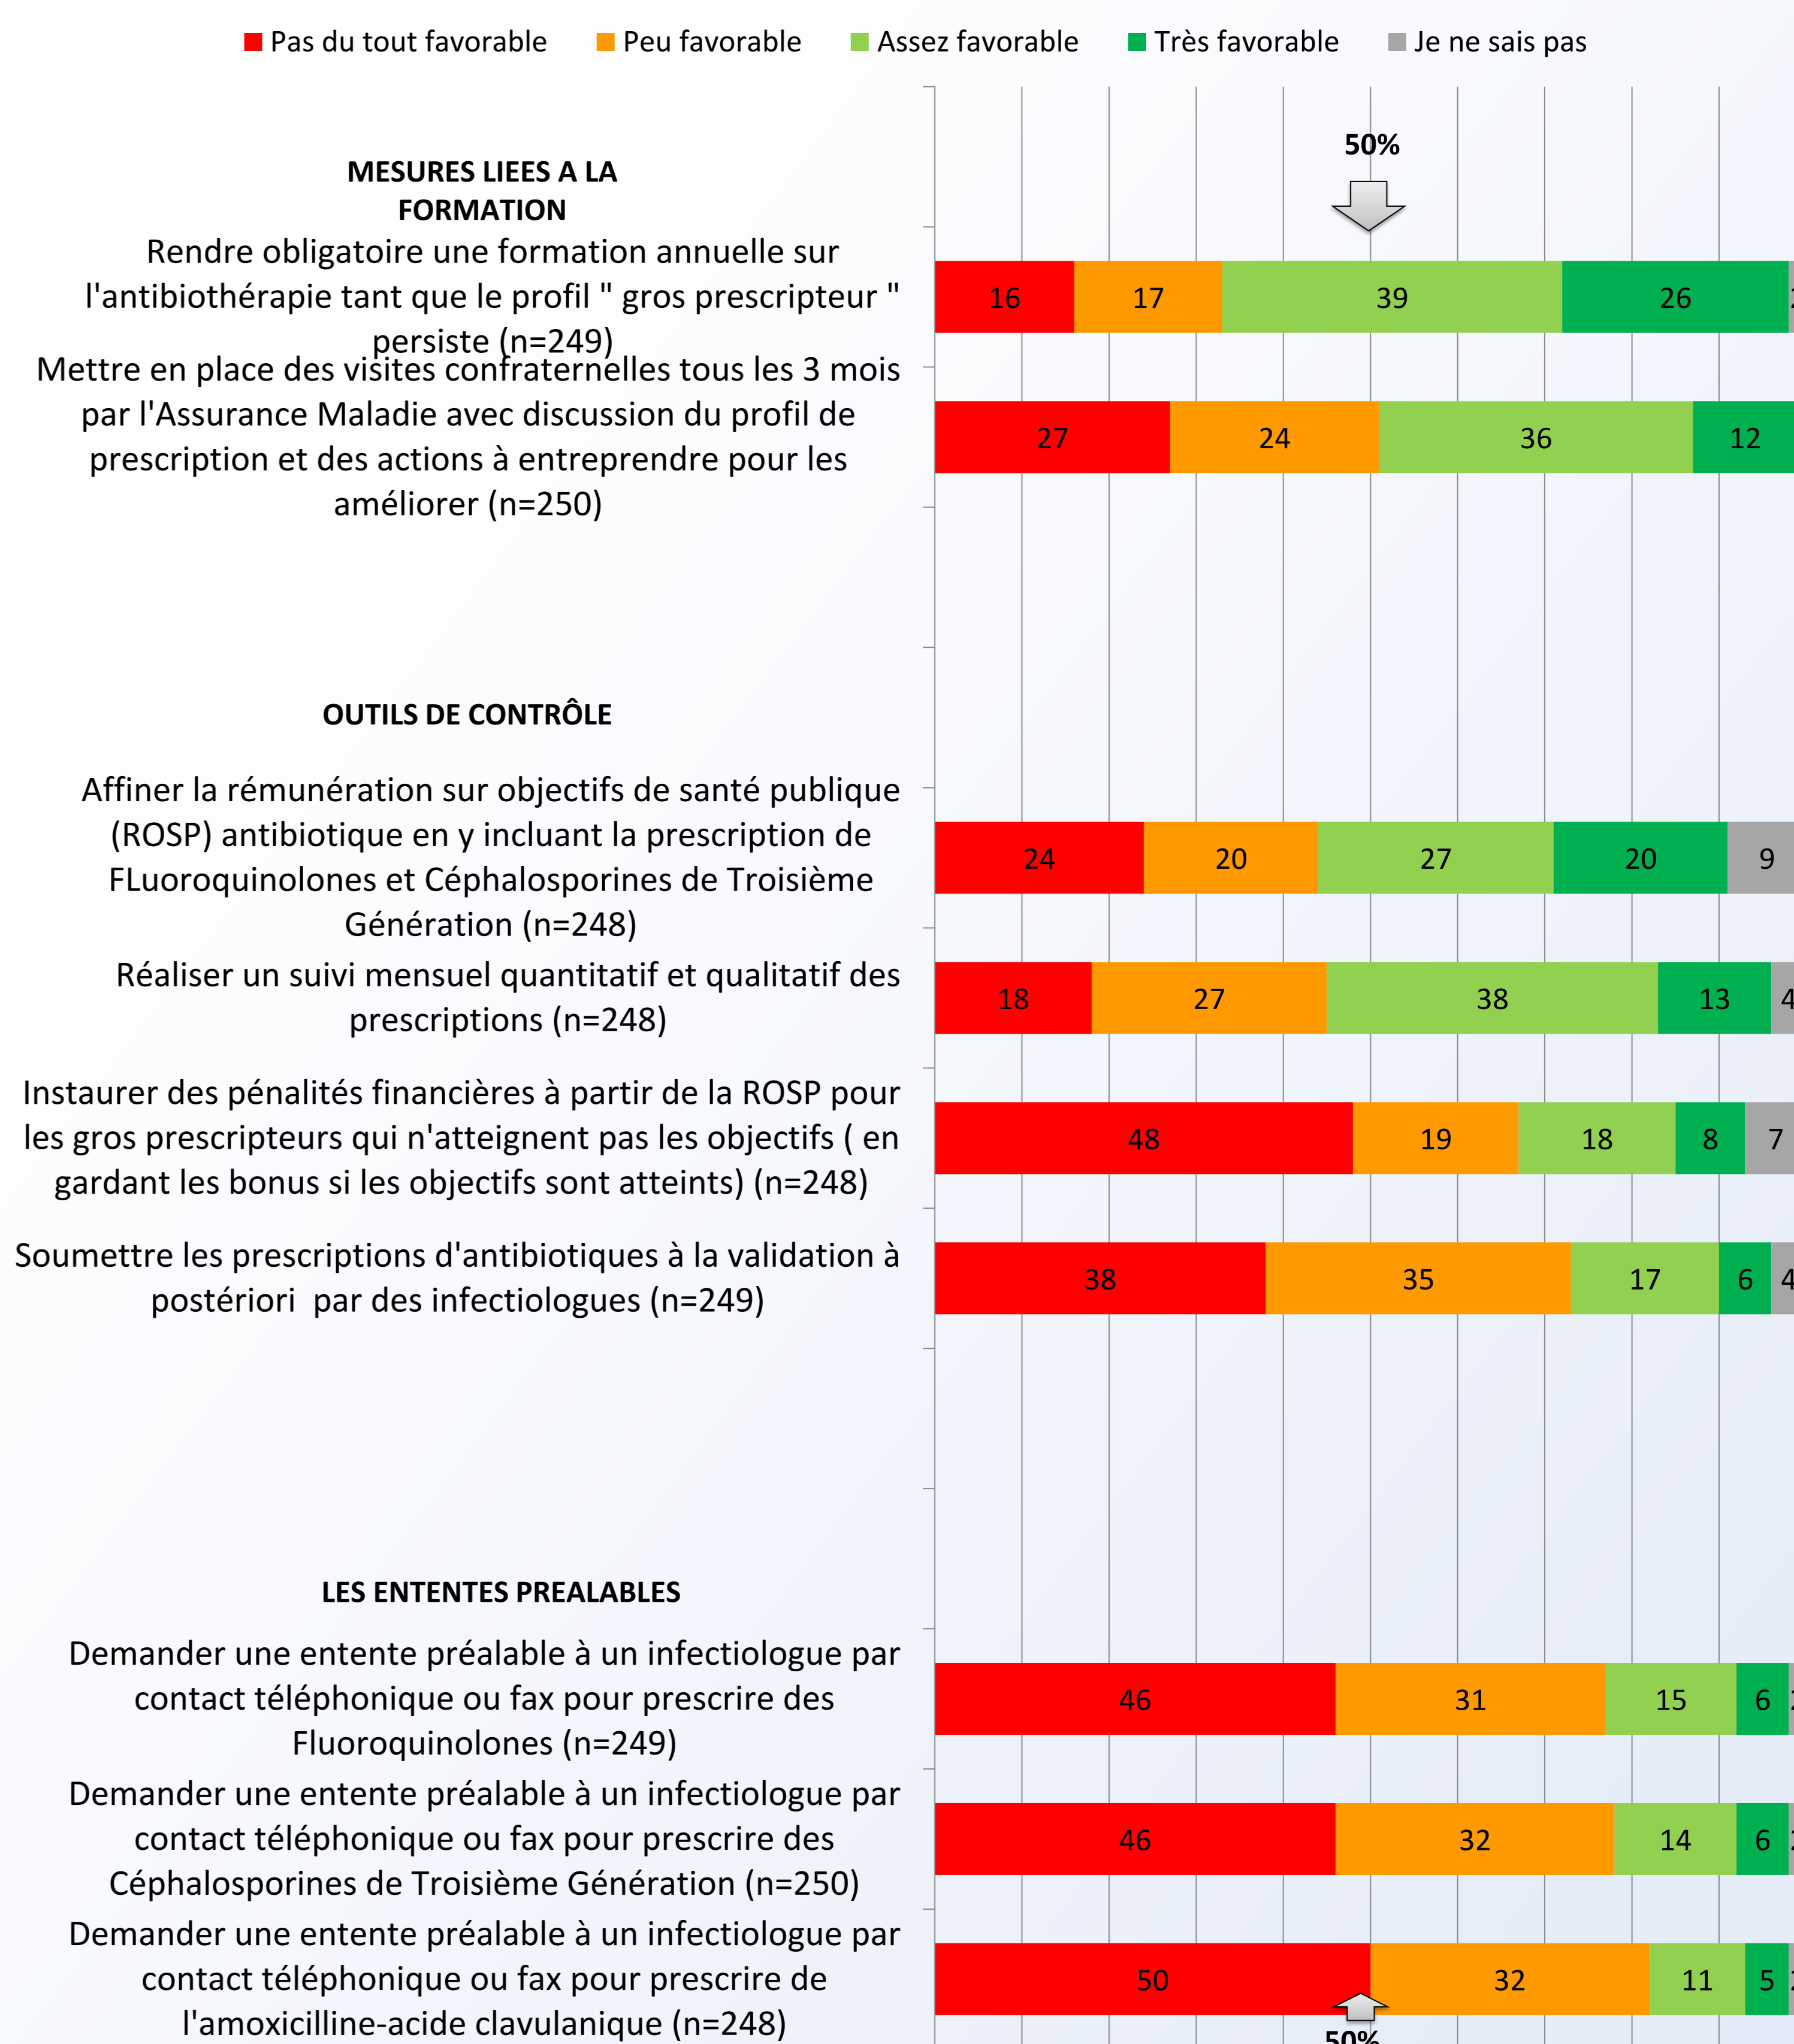 Pas du tout favorable Peu favorable Assez favorable Très favorable Je ne sais pas
50%
MESURES LIEES A LA
FORMATION
Rendre obligatoire une formation annuelle sur
l'antibiothérapie tant que le profil " gros prescripteur "
persiste (n=249)
16 17 39 26
Mettre en place des visites confraternelles tous les 3 mois
par l'Assurance Maladie avec discussion du profil de
prescription et des actions à entreprendre pour les
améliorer (n=250)
27 24 36 12
OUTILS DE CONTRÔLE
Affiner la rémunération sur objectifs de santé publique
(ROSP) antibiotique en y incluant la prescription de
FLuoroquinolones et Céphalosporines de Troisième
Génération (n=248)
24 20 27 20 9
Réaliser un suivi mensuel quantitatif et qualitatif des
prescriptions (n=248)
18 27 38 13 4
Instaurer des pénalités financières à partir de la ROSP pour
les gros prescripteurs qui n'atteignent pas les objectifs ( en
gardant les bonus si les objectifs sont atteints) (n=248)
48 19 18 8 7
Soumettre les prescriptions d'antibiotiques à la validation à
postériori par des infectiologues (n=249)
38 35 17 6 4
LES ENTENTES PREALABLES
Demander une entente préalable à un infectiologue par
contact téléphonique ou fax pour prescrire des
Fluoroquinolones (n=249)
46 31 15 6
Demander une entente préalable à un infectiologue par
contact téléphonique ou fax pour prescrire des
Céphalosporines de Troisième Génération (n=250)
46 32 14 6
Demander une entente préalable à un infectiologue par
contact téléphonique ou fax pour prescrire de
l'amoxicilline-acide clavulanique (n=248)
50 32 11 5
50%